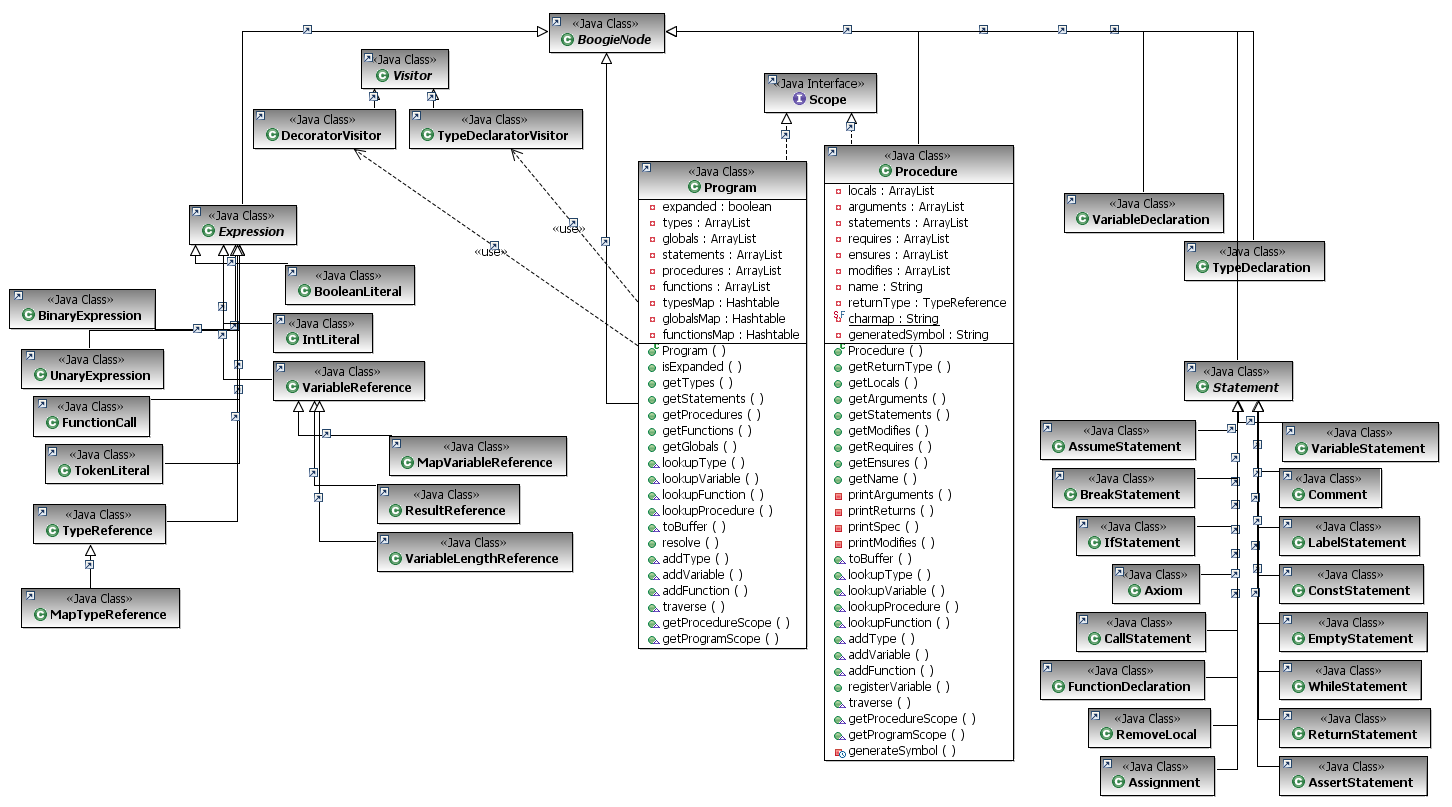 «Java Class»
BoogieNode
«Java Class»
Visitor
«Java Class»
DecoratorVisitor
«Java Class»
TypeDeclaratorVisitor
«Java Interface»
Scope
«use»
«use»
«Java Class»
Program
expanded : boolean
types : ArrayList
globals : ArrayList
statements : ArrayList
procedures : ArrayList
functions : ArrayList
typesMap : Hashtable
globalsMap : Hashtable
functionsMap : Hashtable
Program ( )
isExpanded ( )
getTypes ( )
getStatements ( )
getProcedures ( )
getFunctions ( )
getGlobals ( )
lookupType ( )
lookupVariable ( )
lookupFunction ( )
lookupProcedure ( )
toBuffer ( )
resolve ( )
addType ( )
addVariable ( )
addFunction ( )
traverse ( )
getProcedureScope ( )
getProgramScope ( )
«Java Class»
Procedure
locals : ArrayList
arguments : ArrayList
statements : ArrayList
requires : ArrayList
ensures : ArrayList
modifies : ArrayList
name : String
returnType : TypeReference
charmap : String
generatedSymbol : String
Procedure ( )
getReturnType ( )
getLocals ( )
getArguments ( )
getStatements ( )
getModifies ( )
getRequires ( )
getEnsures ( )
getName ( )
printArguments ( )
printReturns ( )
printSpec ( )
printModifies ( )
toBuffer ( )
lookupType ( )
lookupVariable ( )
lookupProcedure ( )
lookupFunction ( )
addType ( )
addVariable ( )
addFunction ( )
registerVariable ( )
traverse ( )
getProcedureScope ( )
getProgramScope ( )
generateSymbol ( )
«Java Class»
VariableDeclaration
«Java Class»
TypeDeclaration
«Java Class»
Expression
«Java Class»
BooleanLiteral
«Java Class»
BinaryExpression
«Java Class»
IntLiteral
«Java Class»
UnaryExpression
«Java Class»
VariableReference
«Java Class»
FunctionCall
«Java Class»
MapVariableReference
«Java Class»
TokenLiteral
«Java Class»
ResultReference
«Java Class»
TypeReference
«Java Class»
VariableLengthReference
«Java Class»
MapTypeReference
«Java Class»
Statement
«Java Class»
AssumeStatement
«Java Class»
VariableStatement
«Java Class»
BreakStatement
«Java Class»
Comment
«Java Class»
IfStatement
«Java Class»
LabelStatement
«Java Class»
Axiom
«Java Class»
ConstStatement
«Java Class»
CallStatement
«Java Class»
EmptyStatement
«Java Class»
FunctionDeclaration
«Java Class»
WhileStatement
«Java Class»
RemoveLocal
«Java Class»
ReturnStatement
«Java Class»
Assignment
«Java Class»
AssertStatement